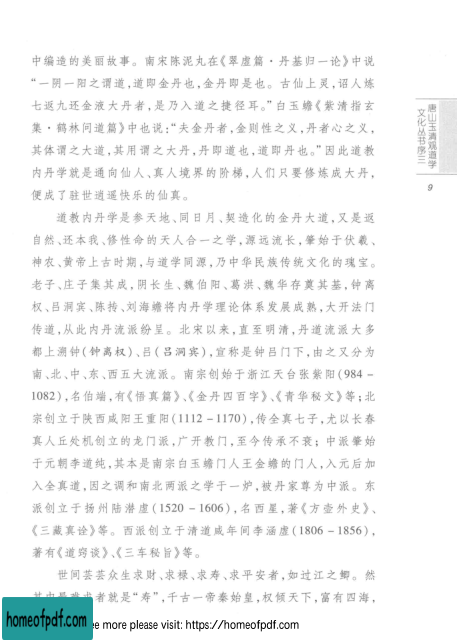 中编造的美丽故事。南宋陈泥丸在《翠虚篇·丹基归一论》中说
“一阴一阳之谓道,道即金丹也,金丹即是也。古仙上灵,诏人炼
七返九还金液大丹者,是乃入道之捷径耳。”白玉蟾《紫清指玄
集·鹤林问道篇》中也说:“夫金丹者,金则性之义,丹者心之义,
其体谓之大道,其用谓之大丹,丹即道也,道即丹也。”因此道教
内丹学就是通向仙人、真人境界的阶梯,人们只要修炼成大丹,
便成了驻世逍遥快乐的仙真。
道教内丹学是参天地、同日月、契造化的金丹大道,又是返
自然、还本我、修性命的天人合一之学,源远流长,肇始于伏羲、
神农、黄帝上古时期,与道学同源,乃中华民族传统文化的瑰宝。
老子、庄子集其成,阴长生、魏伯阳、葛洪、魏华存奠其基,钟离
权、吕洞宾、陈抟、刘海蟾将内丹学理论体系发展成熟,大开法门
传道,从此内丹流派纷呈。北宋以来,直至明清,丹道流派大多
都上溯钟(钟离权)、吕(吕洞宾),宣称是钟吕门下,由之又分为
南、北、中、东、西五大流派。南宗创始于浙江天台张紫阳(984-
1082),名伯端,有《悟真篇》、《金丹四百字》、《青华秘文》等;北
宗创立于陕西咸阳王重阳(1112-1170),传全真七子,尤以长春
真人丘处机创立的龙门派,广开教门,至今传承不衰;中派肇始
于元朝李道纯,其本是南宗白玉蟾门人王金蟾的门人,入元后加
入全真道,因之调和南北两派之学于一炉,被丹家尊为中派。东
派创立于扬州陆潜虚(1520-1606),名西星,著《方壶外史》、
《三藏真诠》等。西派创立于清道咸年间李涵虚(1806-1856),
著有《道窍谈》、《三车秘旨》等。
世间芸芸众生求财、求禄、求寿、求平安者,如过江之鲫。然
就是“寿”,千古一帝秦始皇,权倾天下,富有四海,
唐山玉清观道学
文化丛书序三
9
homeofpdf.com
ee more please visit: https://homeofpdf.com